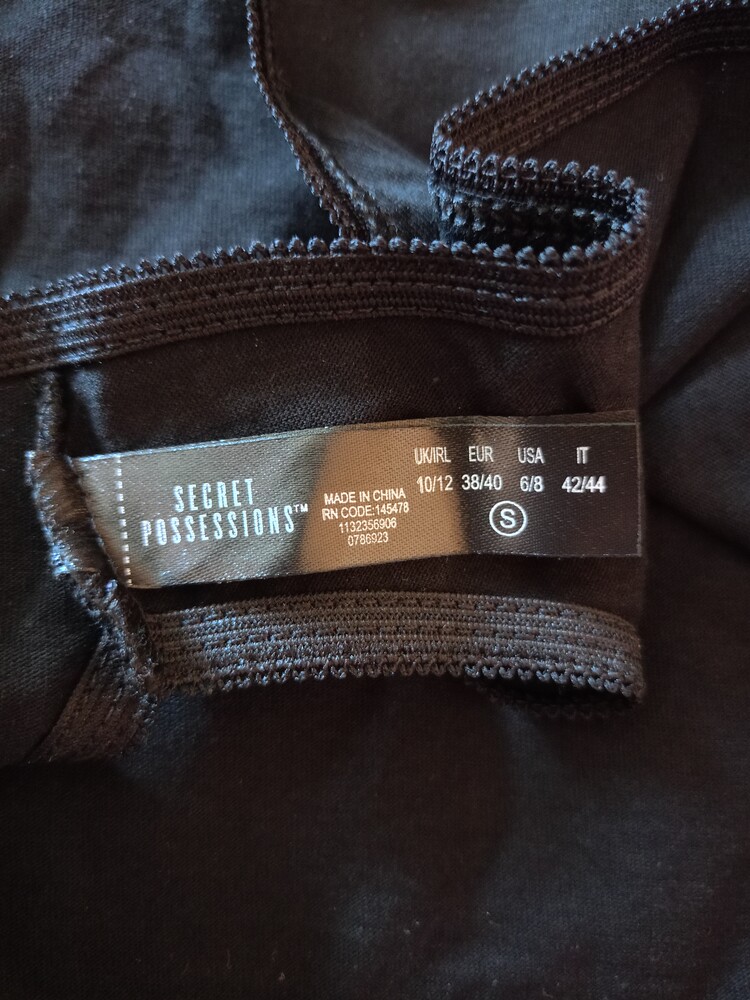 SECRET
POSSESSIONS™
MADE IN CHINA
RN CODE:145478
1132356906
0786923
UK/IRL EUR USA IT
10/12 38/40 6/8 42/44
S